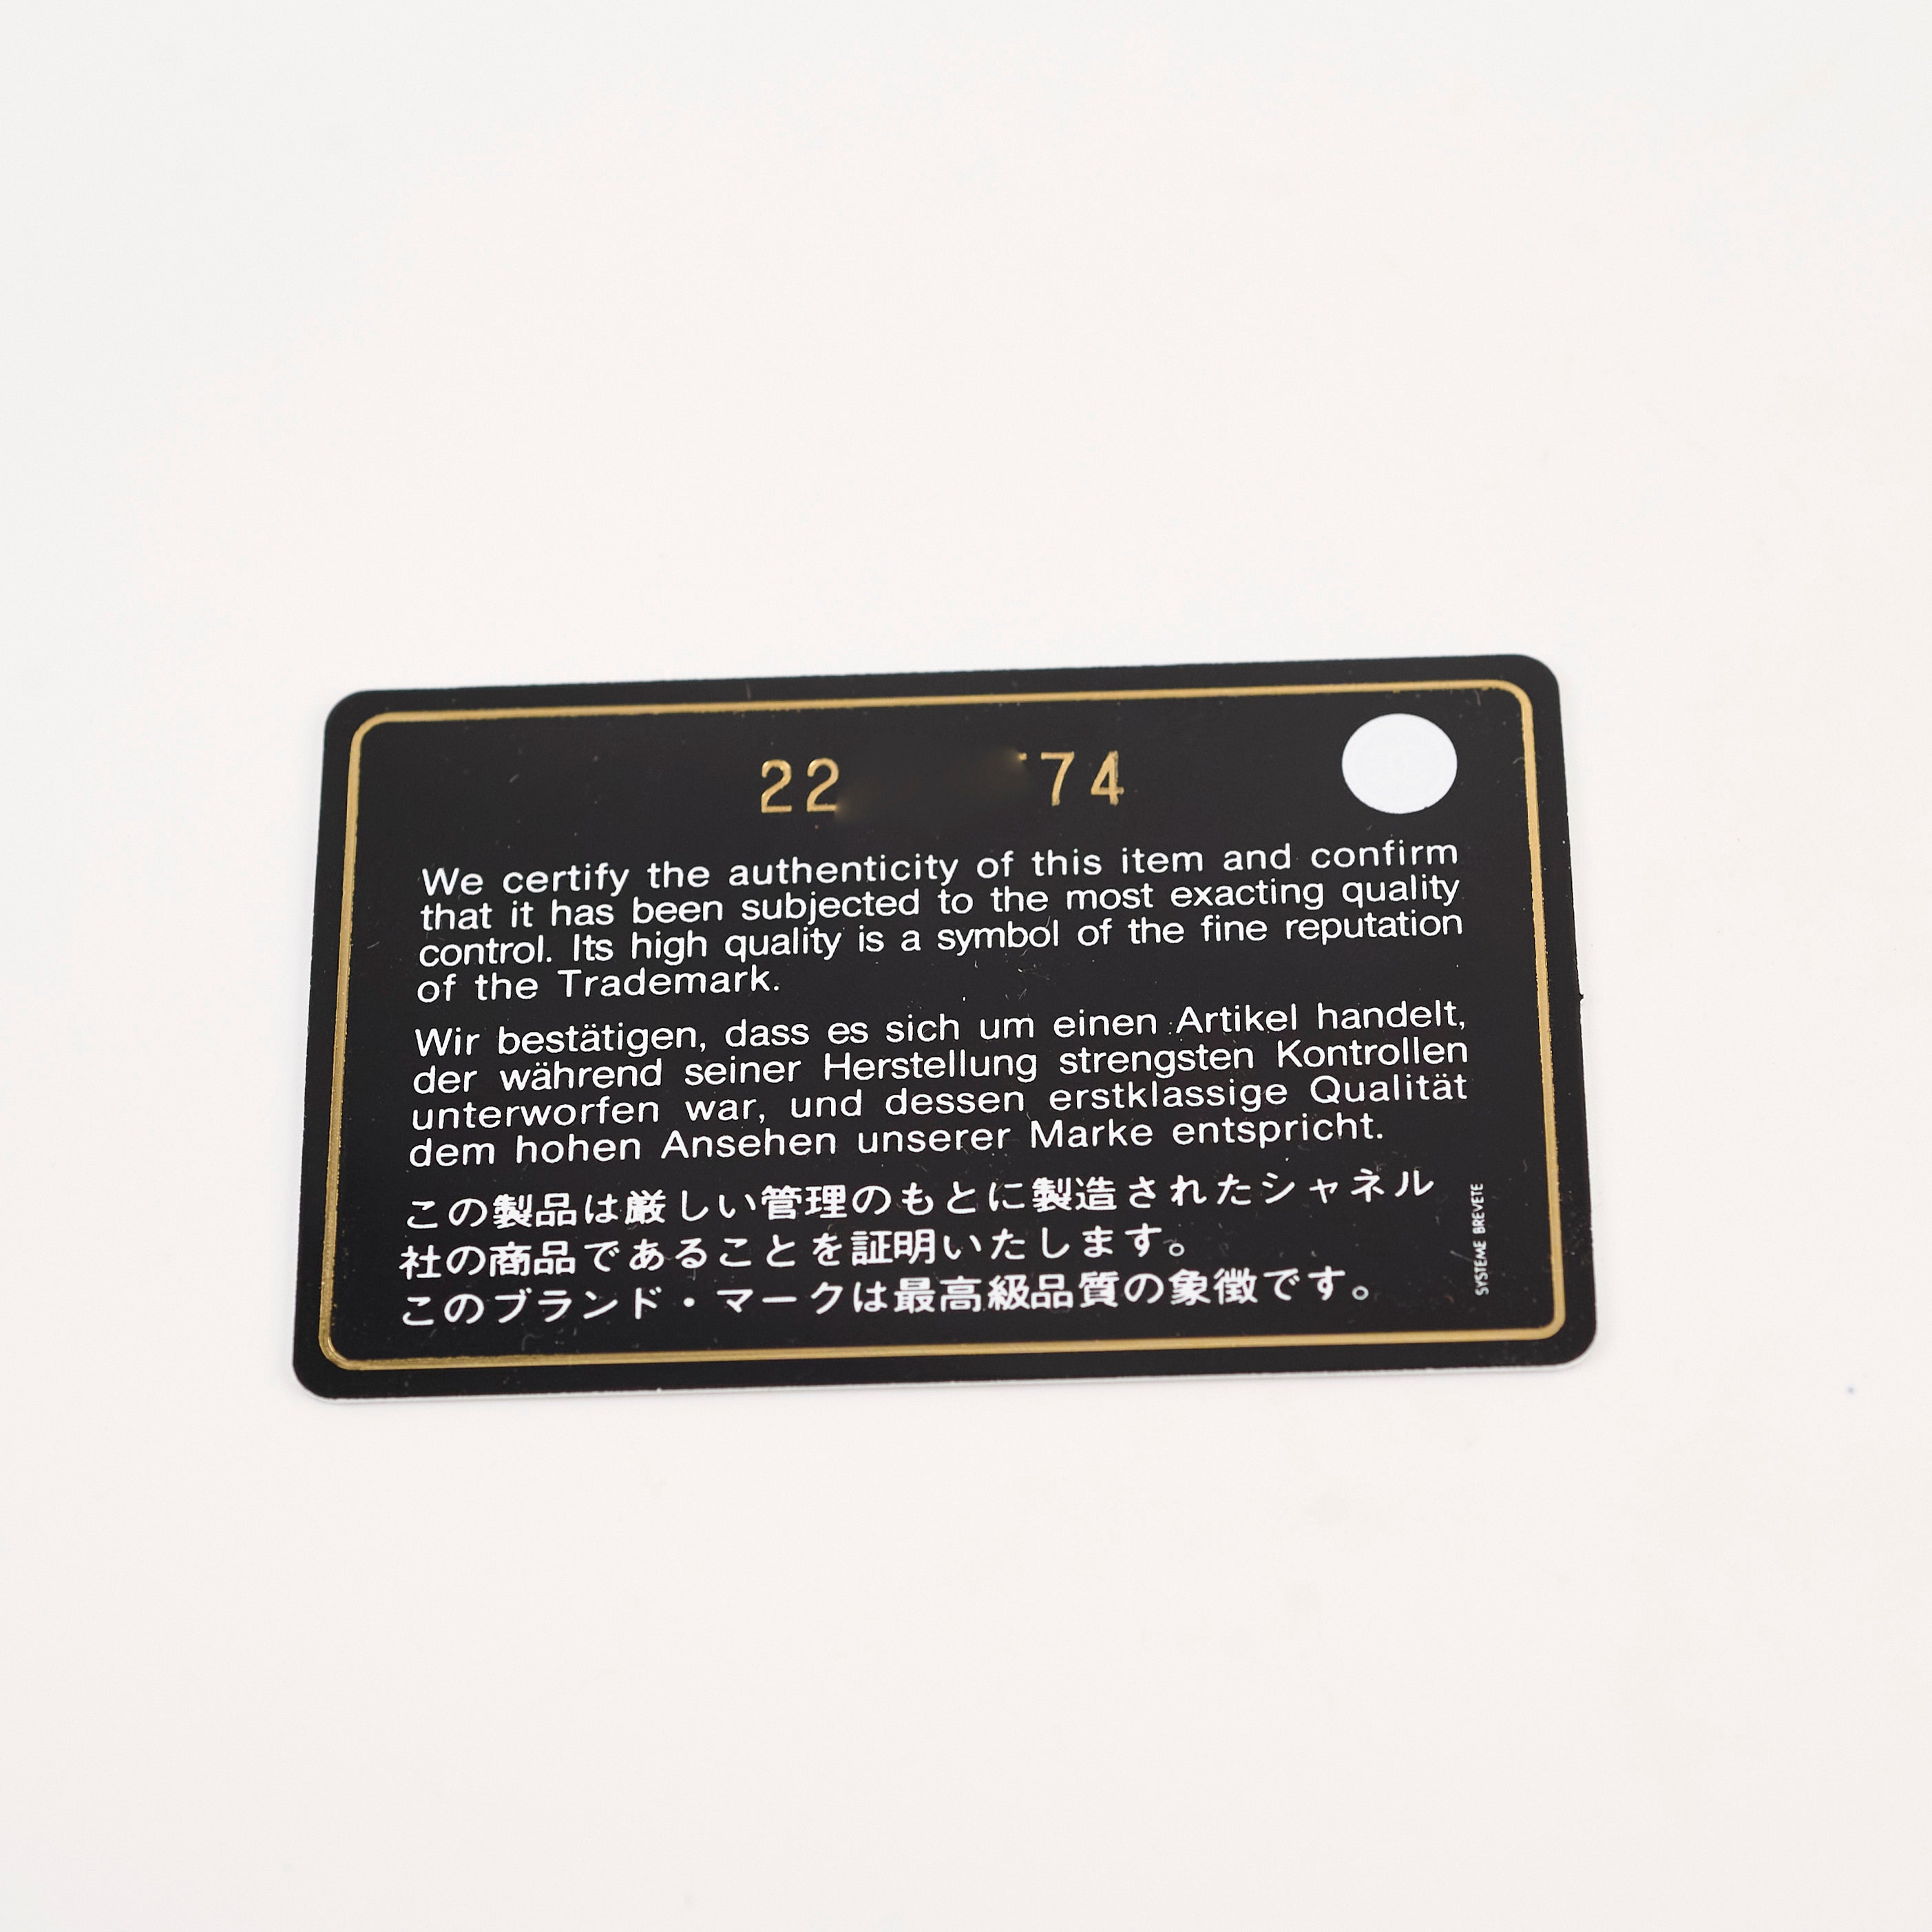 22 74
We certify the authenticity of this item and confirm
that it has been subjected to the most exacting quality
control. Its high quality is a symbol of the fine reputation
of the Trademark.
Wir bestätigen, dass es sich um einen Artikel handelt,
der während seiner Herstellung strengsten Kontrollen
unterworfen war, und dessen erstklassige Qualität
dem hohen Ansehen unserer Marke entspricht.
この製品は厳しい管理のもとに製造されたシャネル
社の商品であることを証明いたします。
このブランド・マークは最高級品質の象徴です。
SYSTEME BREVETE